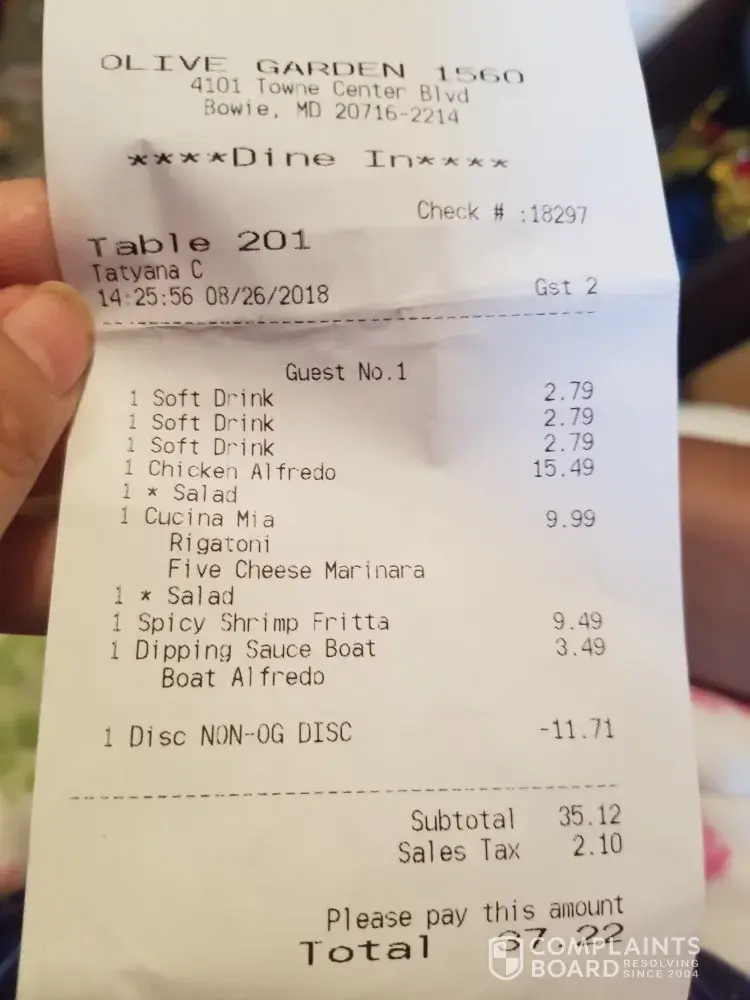 OLIVE GARDEN 1560
4101 Towne Center Blvd
Bowie, MD 20716-2214
****Dine In****
Check # :18297
Table 201
Tatyana C
14:25:56 08/26/2018 Gst 2
Guest No.1
1 Soft Drink 2.79
1 Soft Drink 2.79
1 Soft Drink 2.79
1 Chicken Alfredo 15.49
1 * Salad
1 Cucina Mia 9.99
Rigatoni
Five Cheese Marinara
1 * Salad
1 Spicy Shrimp Fritta 9.49
1 Dipping Sauce Boat 3.49
Boat Alfredo
1 Disc NON-OG DISC -11.71
Subtotal 35.12
Sales Tax 2.10
Please pay this amount
Total 37.22
COMPLAINTS
BOARD RESOLVING
SINCE 2004